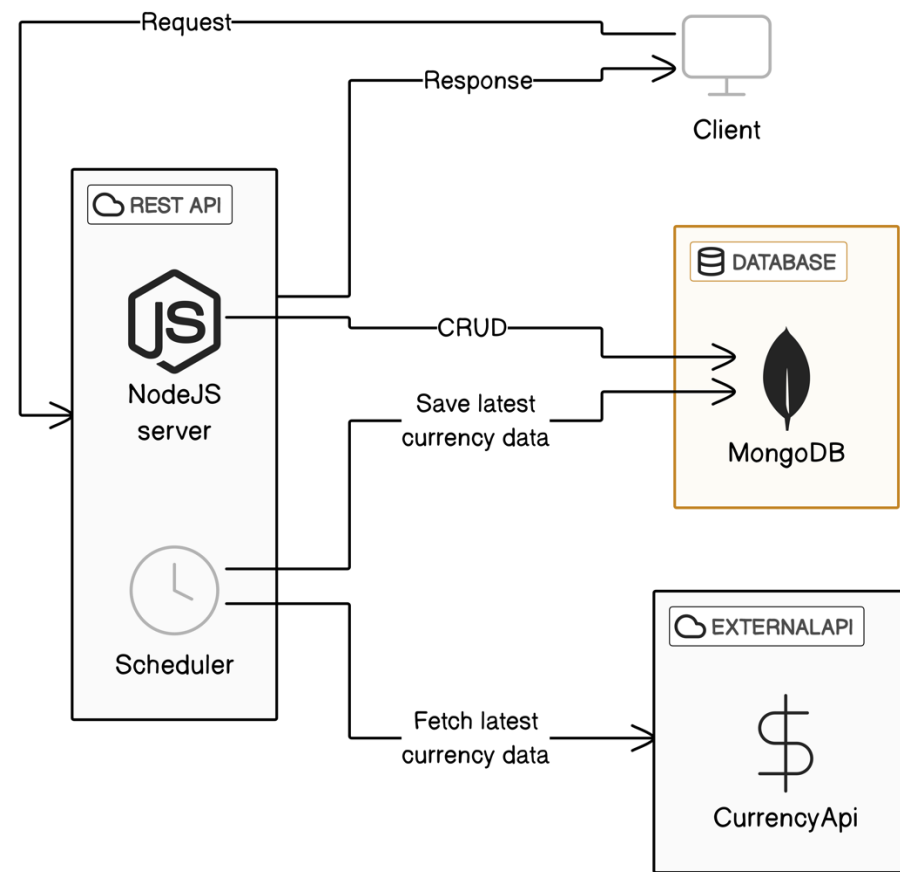 Request
Response
Client
REST API
JS
NodeJS
server
DATABASE
CRUD
Save latest
currency data
MongoDB
Scheduler
EXTERNALAPI
Fetch latest
currency data
CurrencyApi